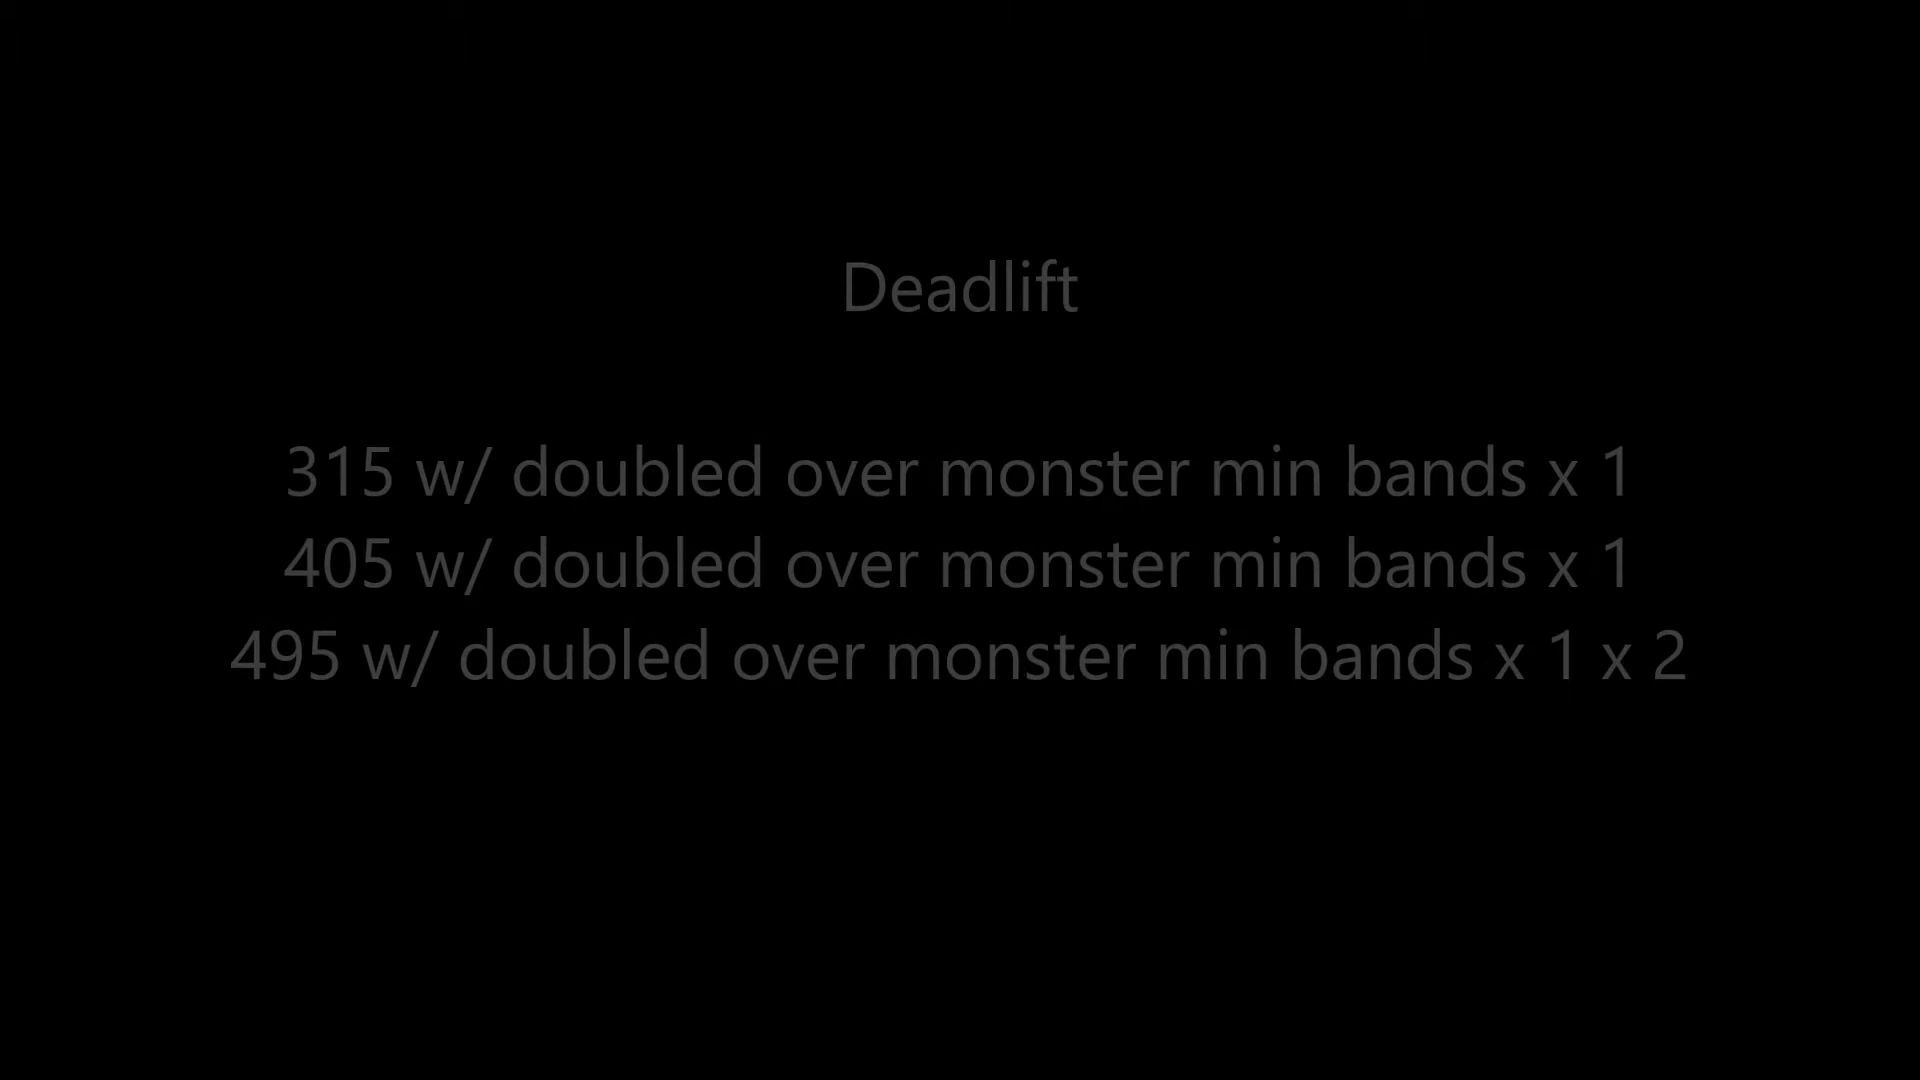 Deadlift
315 w/ doubled over monster min bands x 1
405 w/ doubled over monster min bands x 1
495 w/ doubled over monster min bands x 1 x 2